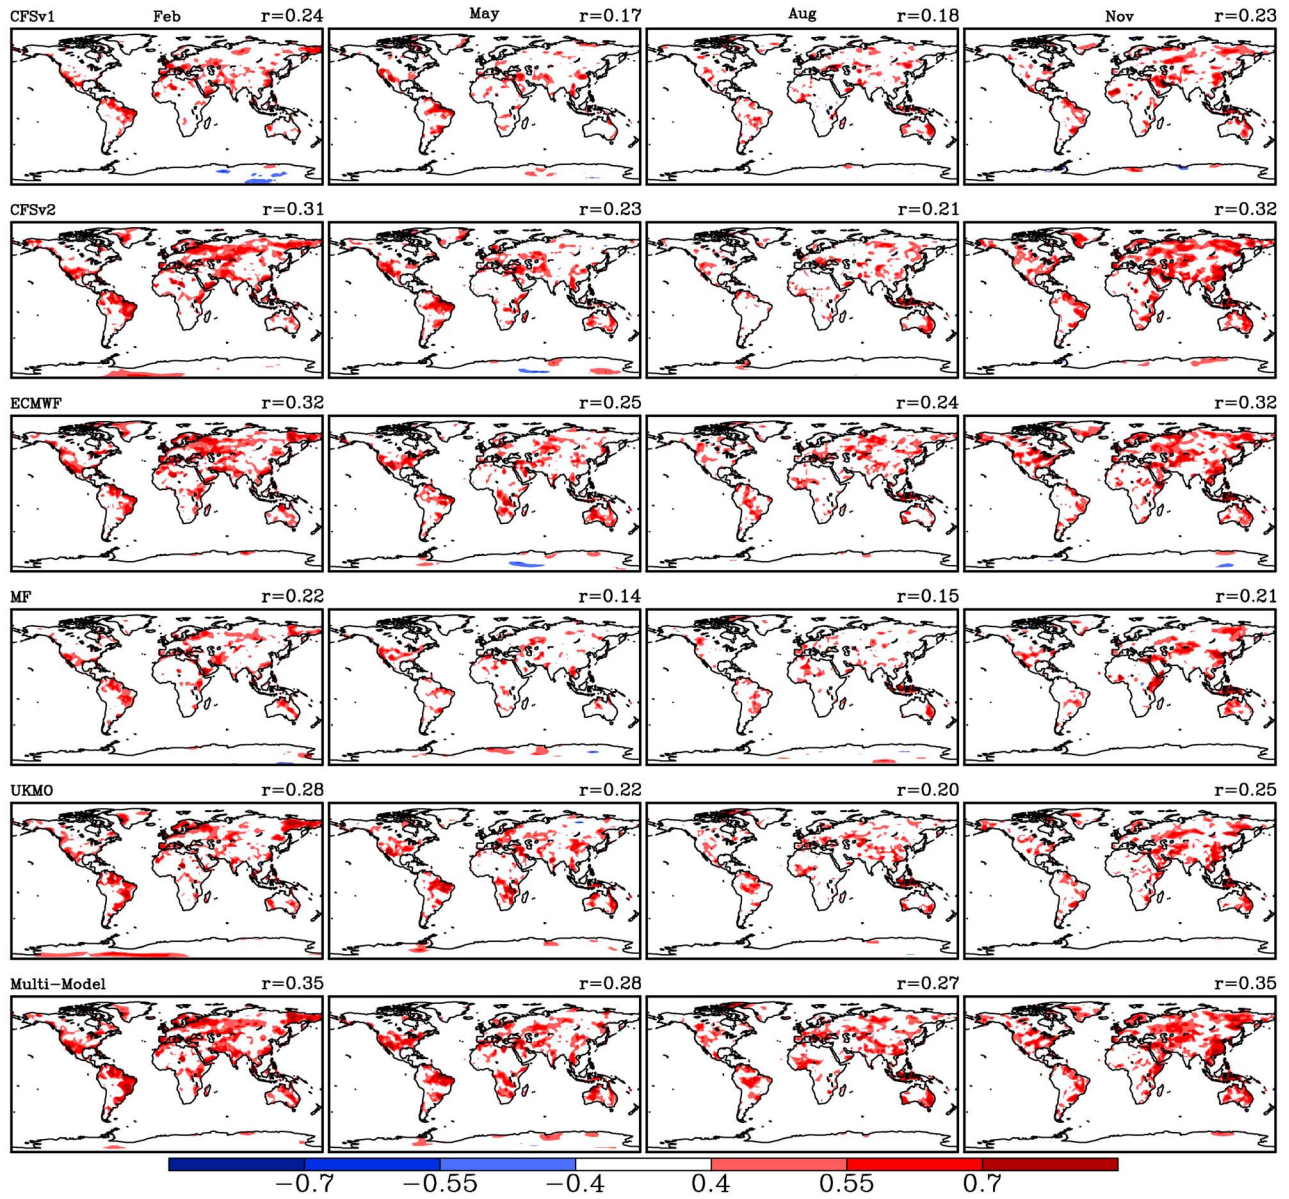 CFSv1 Feb r=0.24 May r=0.17 Aug r=0.18 Nov r=0.23
CFSv2 r=0.31 r=0.23 r=0.21 r=0.32
ECMWF r=0.32 r=0.25 r=0.24 r=0.32
MF r=0.22 r=0.14 r=0.15 r=0.21
UKMO r=0.28 r=0.22 r=0.20 r=0.25
Multi-Model r=0.35 r=0.28 r=0.27 r=0.35
−0.7 −0.55 −0.4 0.4 0.55 0.7